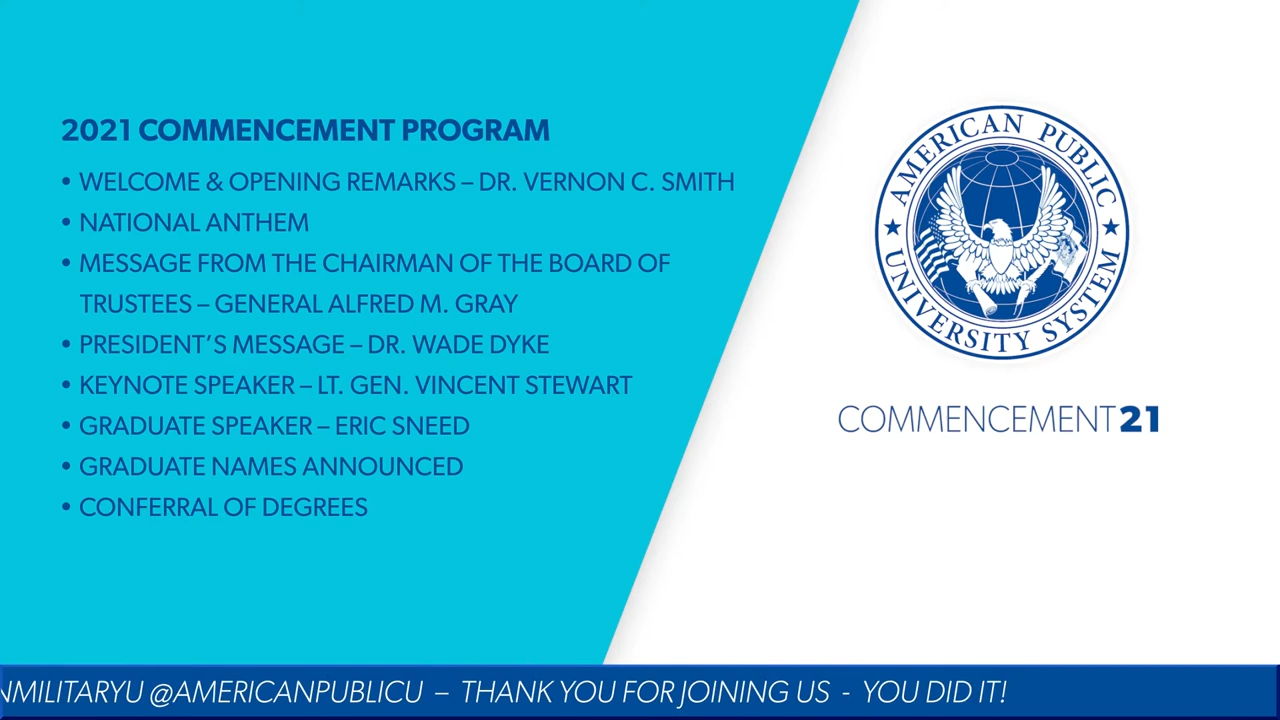 2021 COMMENCEMENT PROGRAM
• WELCOME & OPENING REMARKS – DR. VERNON C. SMITH
• NATIONAL ANTHEM
• MESSAGE FROM THE CHAIRMAN OF THE BOARD OF
TRUSTEES – GENERAL ALFRED M. GRAY
• PRESIDENT'S MESSAGE – DR. WADE DYKE
• KEYNOTE SPEAKER – LT. GEN. VINCENT STEWART
• GRADUATE SPEAKER – ERIC SNEED
• GRADUATE NAMES ANNOUNCED
• CONFERRAL OF DEGREES
AMERICAN PUBLIC
UNIVERSITY SYSTEM
COMMENCEMENT21
NMILITARYU @AMERICANPUBLICU – THANK YOU FOR JOINING US - YOU DID IT!